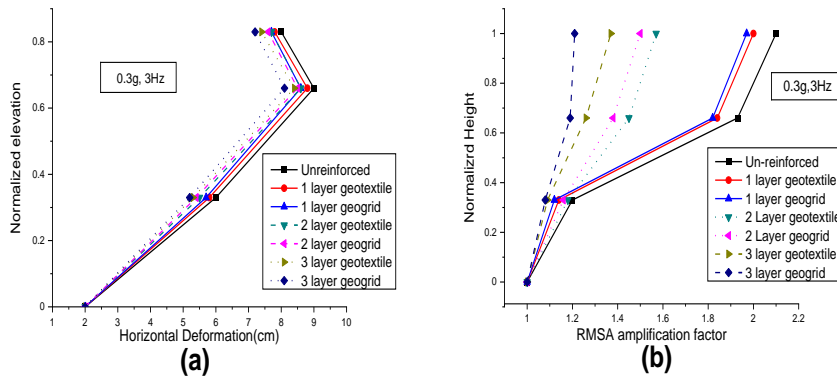 0.8
0.6
0.4
0.2
0
Normalized elevation
0.3g, 3Hz
Unreinforced
1 layer geotextile
1 layer geogrid
2 layer geotextile
2 layer geogrid
3 layer geotextile
3 layer geogrid
1 2 3 4 5 6 7 8 9 10
Horizontal Deformation(cm)
(a)
1.0
0.8
0.6
0.4
0.2
0
Normalizrd Height
0.3g,3Hz
Un-reinforced
1 layer geotextile
1 layer geogrid
2 Layer geotextile
2 Layer geogrid
3 layer geotextile
3 layer geogrid
1.0 1.2 1.4 1.6 1.8 2 2.2
RMSA amplification factor
(b)